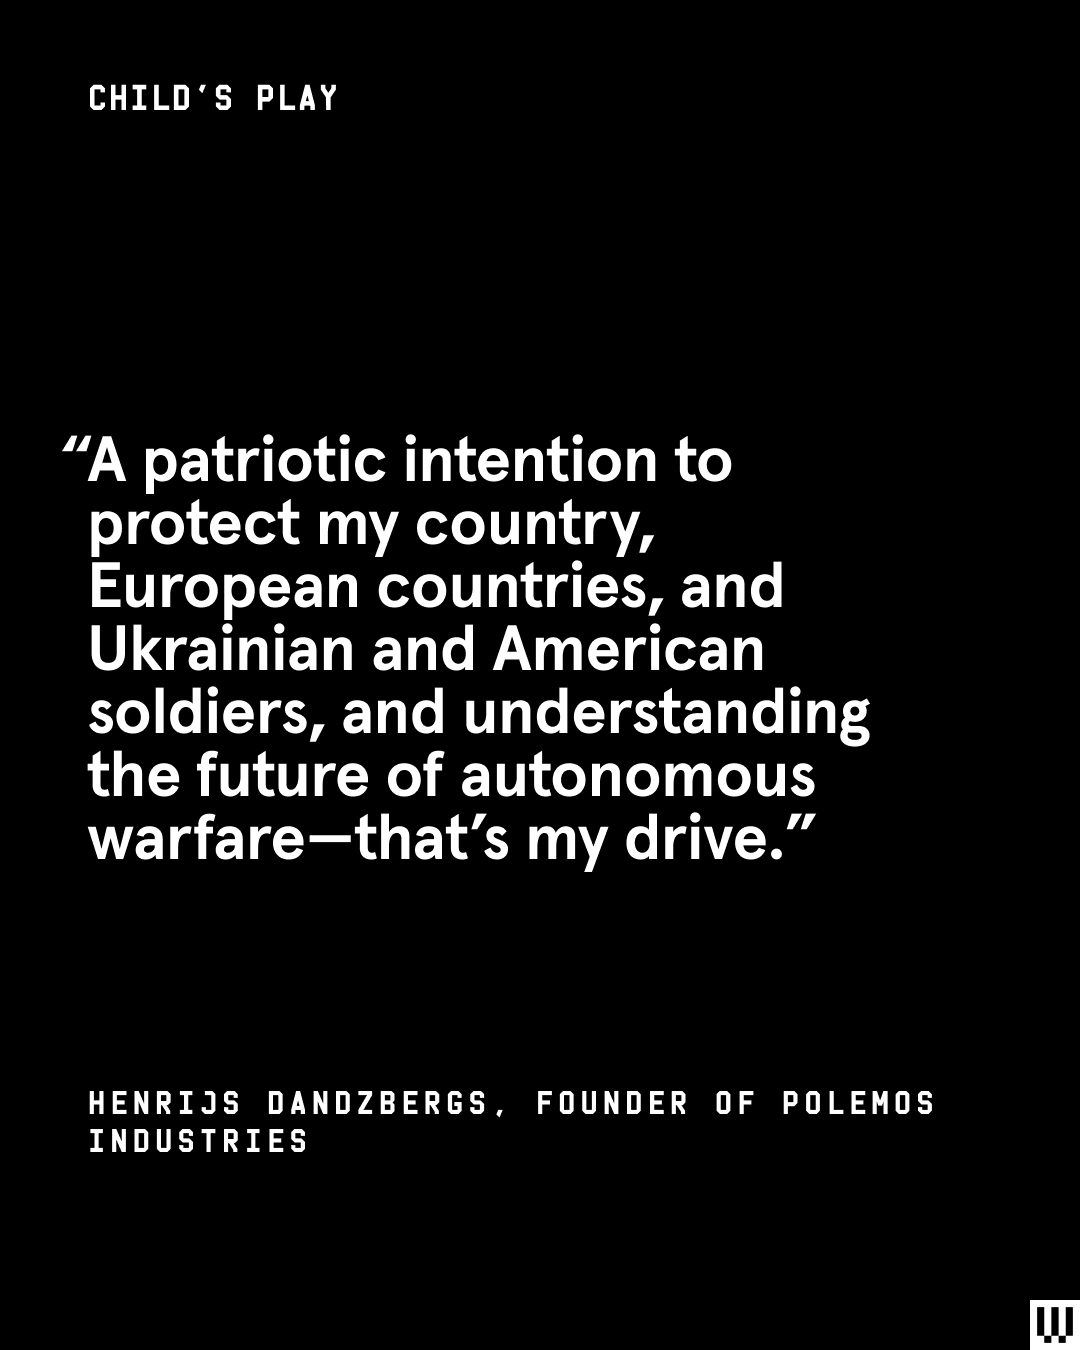 CHILD’S PLAY
“A patriotic intention to
protect my country,
European countries, and
Ukrainian and American
soldiers, and understanding
the future of autonomous
warfare—that’s my drive.”
HENRIJS DANDZBERGS, FOUNDER OF POLEMOS
INDUSTRIES
W